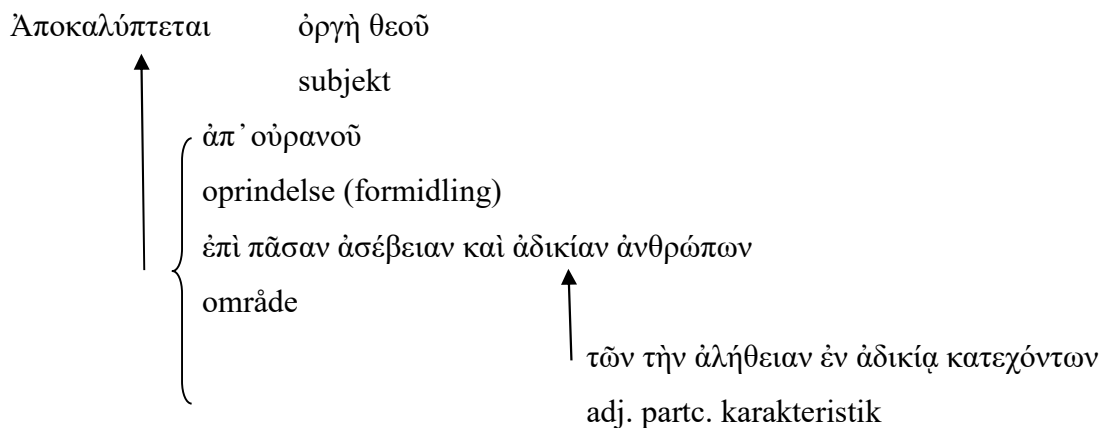 Ἀποκαλύπτεται ὀργὴ θεοῦ
subjekt
ἀπ᾽οὐρανοῦ
oprindelse (formidling)
ἐπὶ πᾶσαν ἀσέβειαν καὶ ἀδικίαν ἀνθρώπων
område
τῶν τὴν ἀλήθειαν ἐν ἀδικίᾳ κατεχόντων
adj. partc. karakteristik